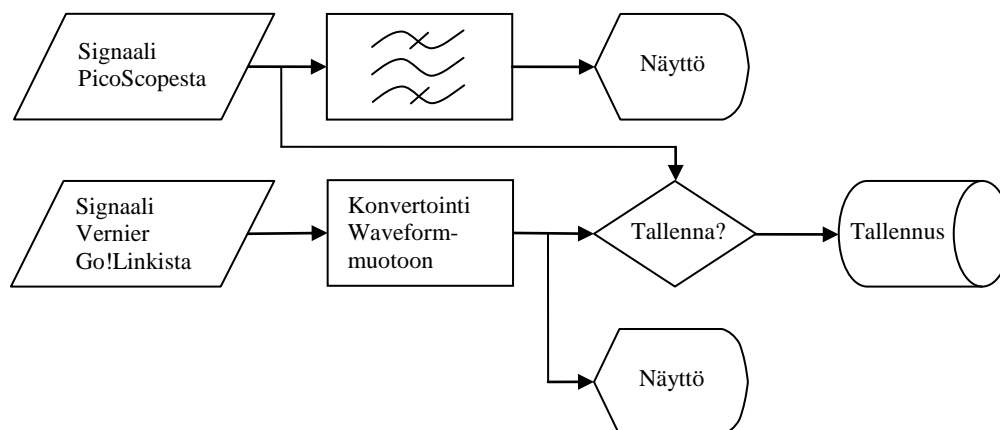 Signaali
PicoScopesta
Näyttö
Signaali
Vernier
Go!Linkista
Konvertointi
Waveform-
muotoon
Tallenna?
Tallennus
Näyttö